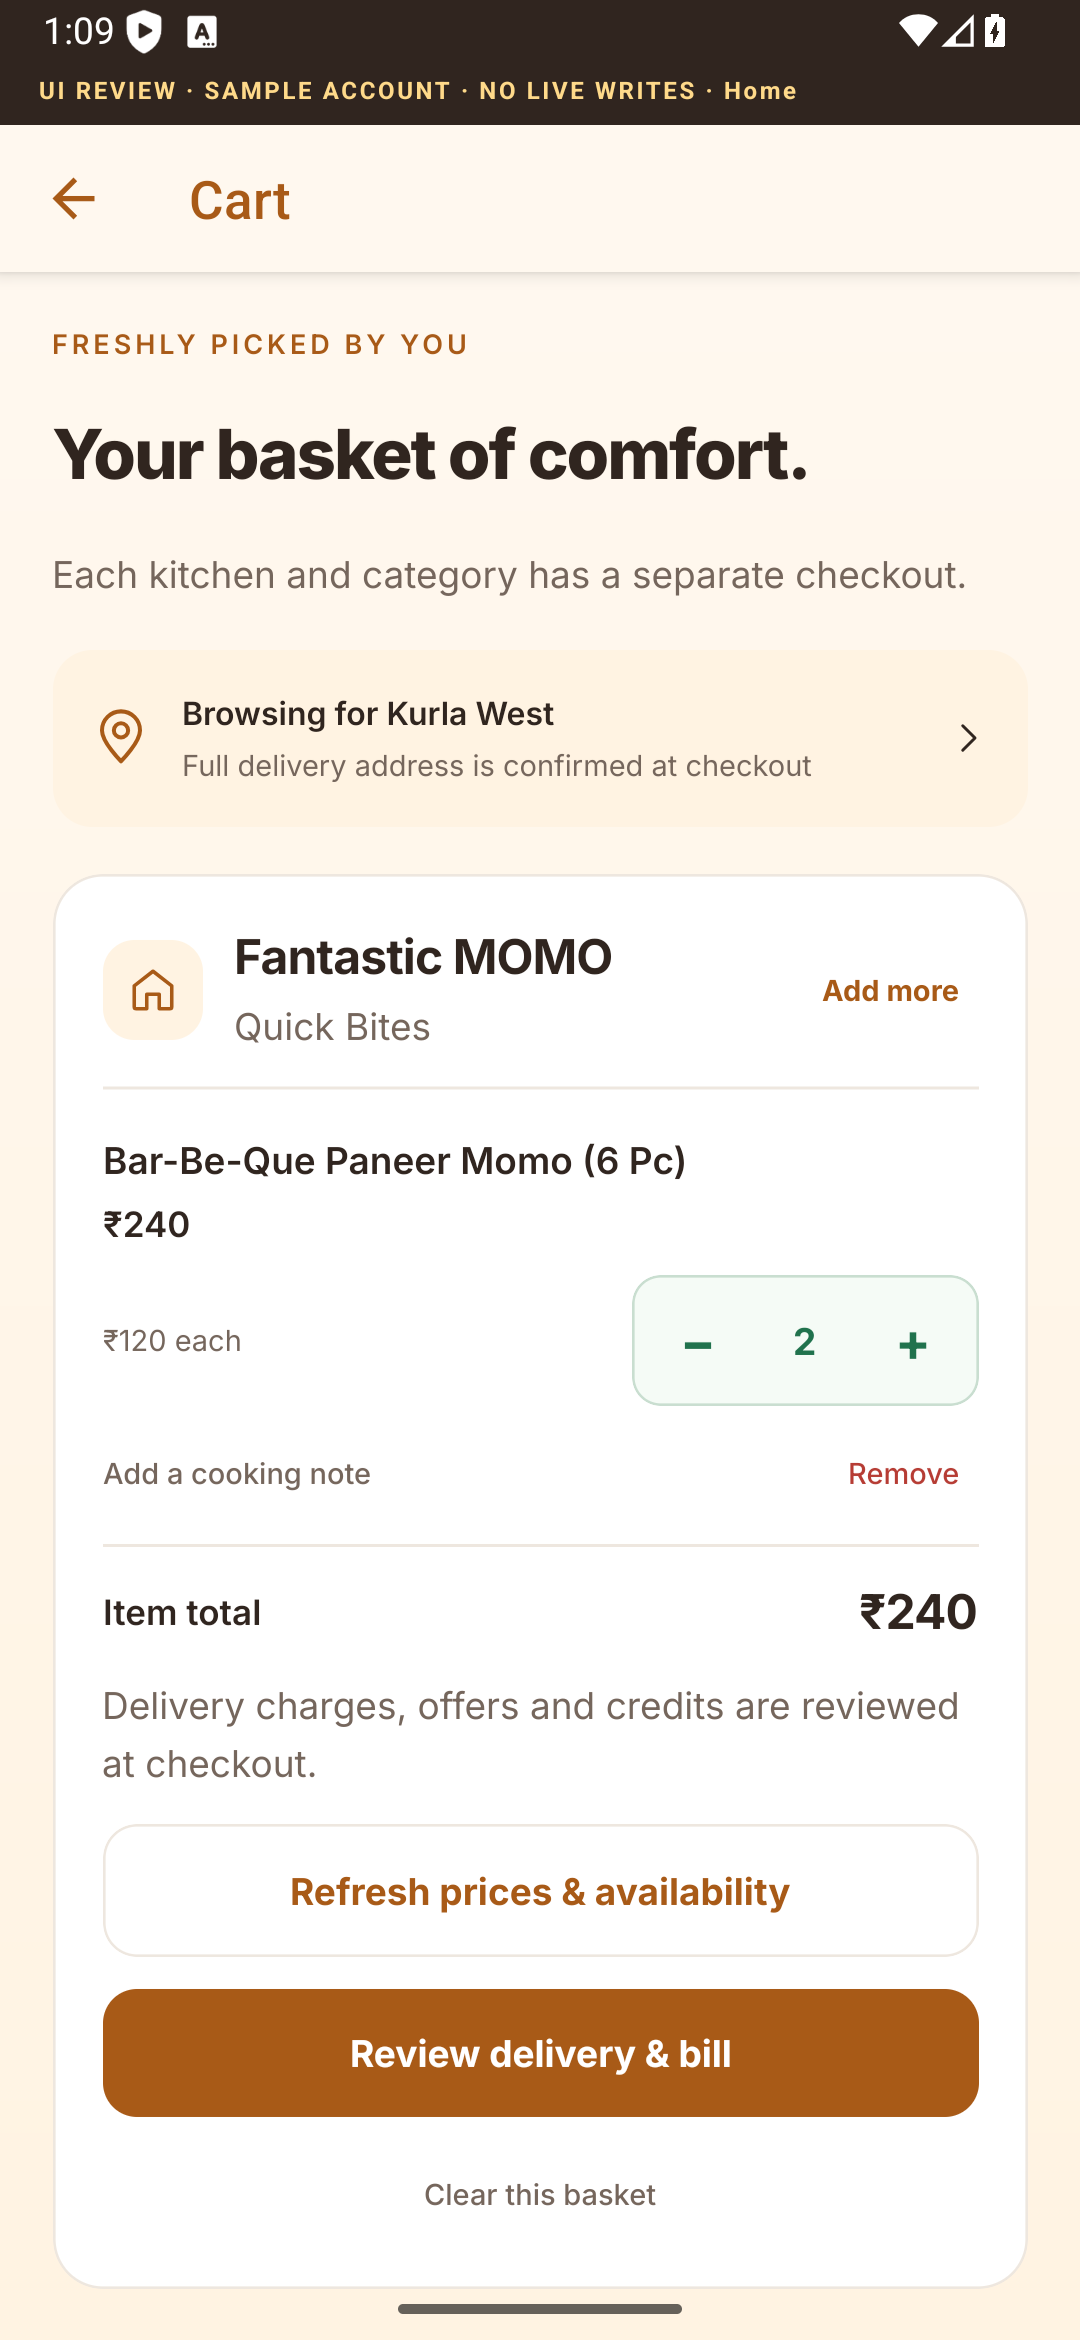 1:09
UI REVIEW · SAMPLE ACCOUNT · NO LIVE WRITES · Home
Cart
FRESHLY PICKED BY YOU
Your basket of comfort.
Each kitchen and category has a separate checkout.
Browsing for Kurla West
Full delivery address is confirmed at checkout
Fantastic MOMO
Quick Bites
Add more
Bar-Be-Que Paneer Momo (6 Pc)
₹240
₹120 each
− 2 +
Add a cooking note
Remove
Item total
₹240
Delivery charges, offers and credits are reviewed
at checkout.
Refresh prices & availability
Review delivery & bill
Clear this basket